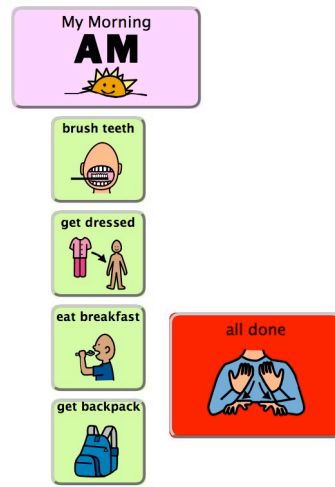 My Morning
AM
brush teeth
get dressed
eat breakfast
all done
get backpack